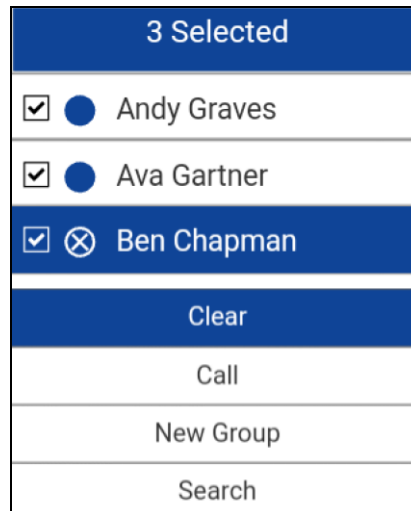 3 Selected
Andy Graves
Ava Gartner
Ben Chapman
Clear
Call
New Group
Search